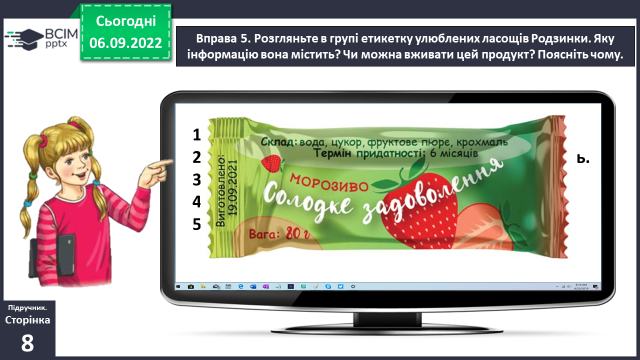 Сьогодні
06.09.2022
BCIM
pptx
Вправа 5. Розгляньте в групі етикетку улюблених ласощів Родзинки. Яку
інформацію вона містить? Чи можна вживати цей продукт? Поясніть чому.
1
2
3
4
5
Склад: вода, цукор, фруктове пюре, крохмаль
Термін придатності: 6 місяців
Виготовлено:
19.09.2021
МОРОЗИВО
Солодке задоволення
Вага: 80 г
ь.
Підручник.
Сторінка
8